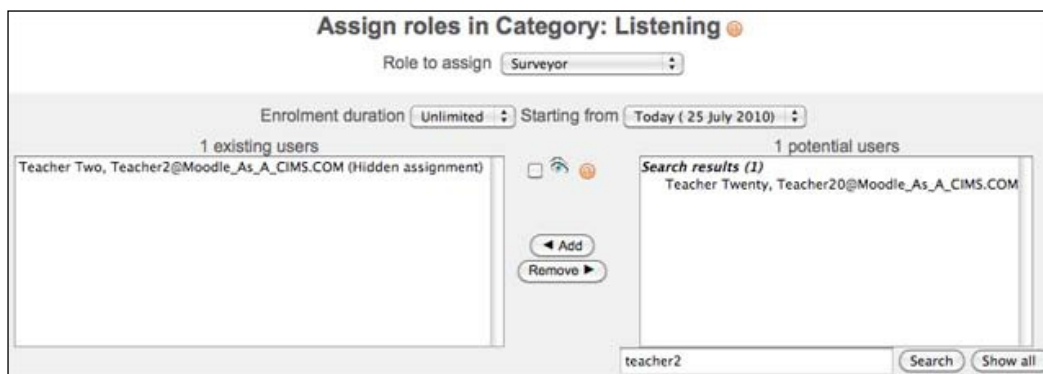 Assign roles in Category: Listening
Role to assign Surveyor
Enrolment duration Unlimited Starting from Today ( 25 July 2010)
1 existing users
Teacher Two, Teacher2@Moodle_As_A_CIMS.COM (Hidden assignment)
1 potential users
Search results (1)
Teacher Twenty, Teacher20@Moodle_As_A_CIMS.COM
◄ Add
Remove ►
teacher2 Search Show all